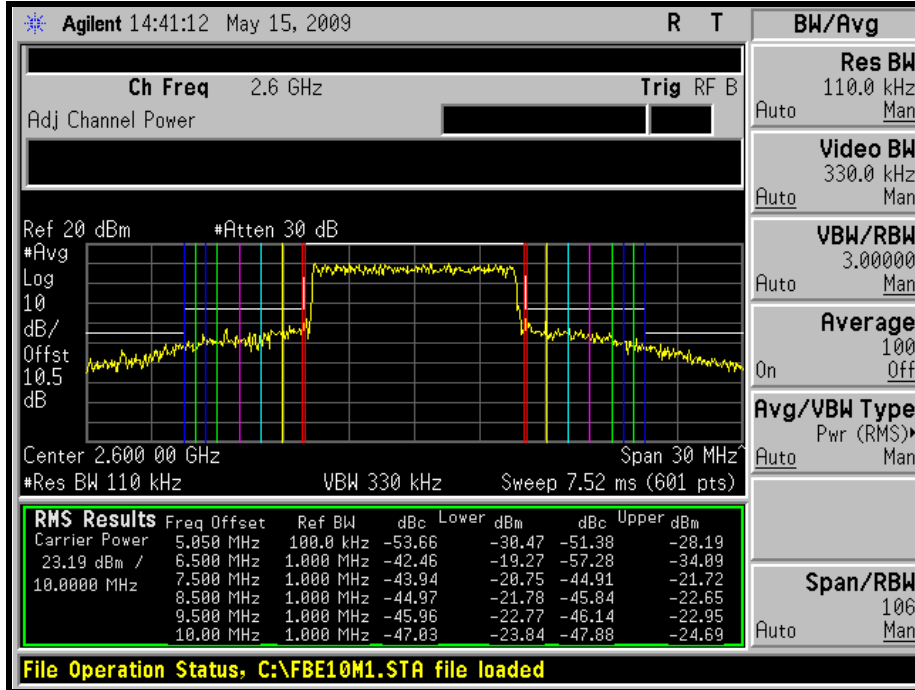 Agilent 14:41:12 May 15, 2009 R T
Ch Freq 2.6 GHz Trig RF B
Adj Channel Power
Ref 20 dBm #Atten 30 dB
#Avg
Log
10
dB/
Offst
10.5
dB
Center 2.600 00 GHz Span 30 MHz^
#Res BW 110 kHz VBW 330 kHz Sweep 7.52 ms (601 pts)
RMS Results Freq Offset Ref BW dBc Lower dBm dBc Upper dBm
Carrier Power 5.050 MHz 100.0 kHz -53.66 -30.47 -51.38 -28.19
23.19 dBm / 6.500 MHz 1.000 MHz -42.46 -19.27 -57.28 -34.09
10.0000 MHz 7.500 MHz 1.000 MHz -43.94 -20.75 -44.91 -21.72
8.500 MHz 1.000 MHz -44.97 -21.78 -45.84 -22.65
9.500 MHz 1.000 MHz -45.96 -22.77 -46.14 -22.95
10.00 MHz 1.000 MHz -47.03 -23.84 -47.88 -24.69
File Operation Status, C:\FBE10M1.STA file loaded
BW/Avg
Res BW
110.0 kHz
Auto Man
Video BW
330.0 kHz
Auto Man
VBW/RBW
3.00000
Auto Man
Average
100
On Off
Avg/VBW Type
Pwr (RMS)▸
Auto Man
Span/RBW
106
Auto Man